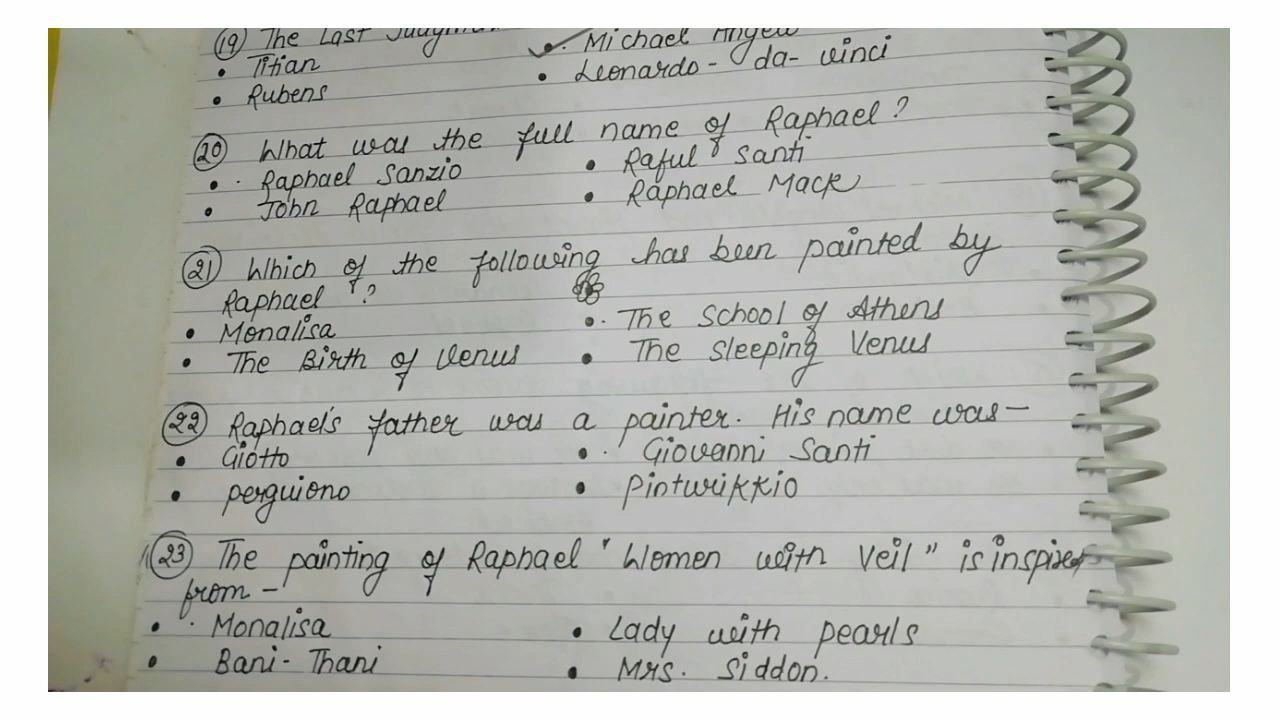 (19) The Last
• Titian ✓• Michael Angelo
• Rubens • Leonardo - da - vinci
(20) What was the full name of Raphael?
• Raphael Sanzio • Raful Santi
• John Raphael • Raphael Mack
(21) Which of the following has been painted by
Raphael ?
• Monalisa • The School of Athens
• The Birth of Venus • The Sleeping Venus
(22) Raphael's father was a painter. His name was -
• Giotto • Giovanni Santi
• perguiono • Pinturikkio
(23) The painting of Raphael "Women with Veil" is inspired
from -
• Monalisa • Lady with pearls
• Bani - Thani • Mrs. Siddon.